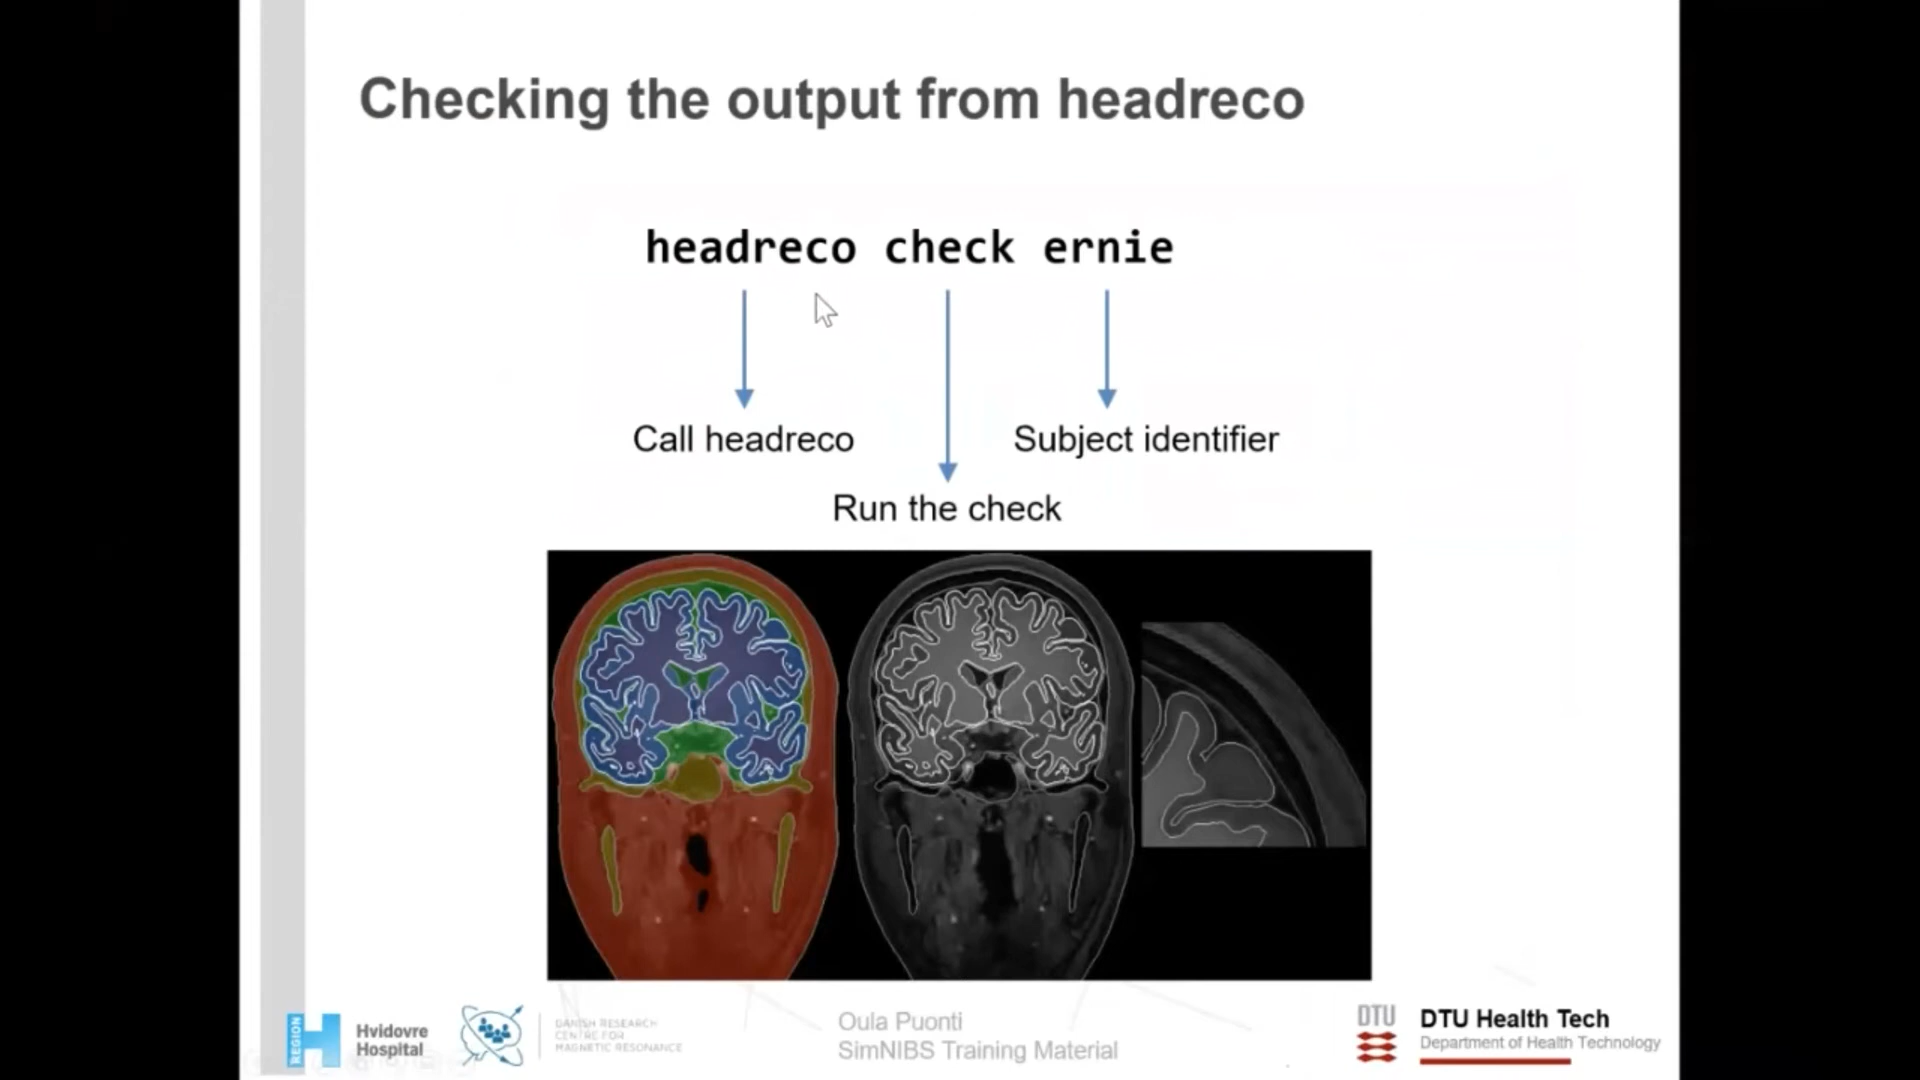 Checking the output from headreco
headreco check ernie
Call headreco
Subject identifier
Run the check
REGION
Hvidovre
Hospital
DANISH RESEARCH
CENTRE FOR
MAGNETIC RESONANCE
Oula Puonti
SimNIBS Training Material
DTU
DTU Health Tech
Department of Health Technology